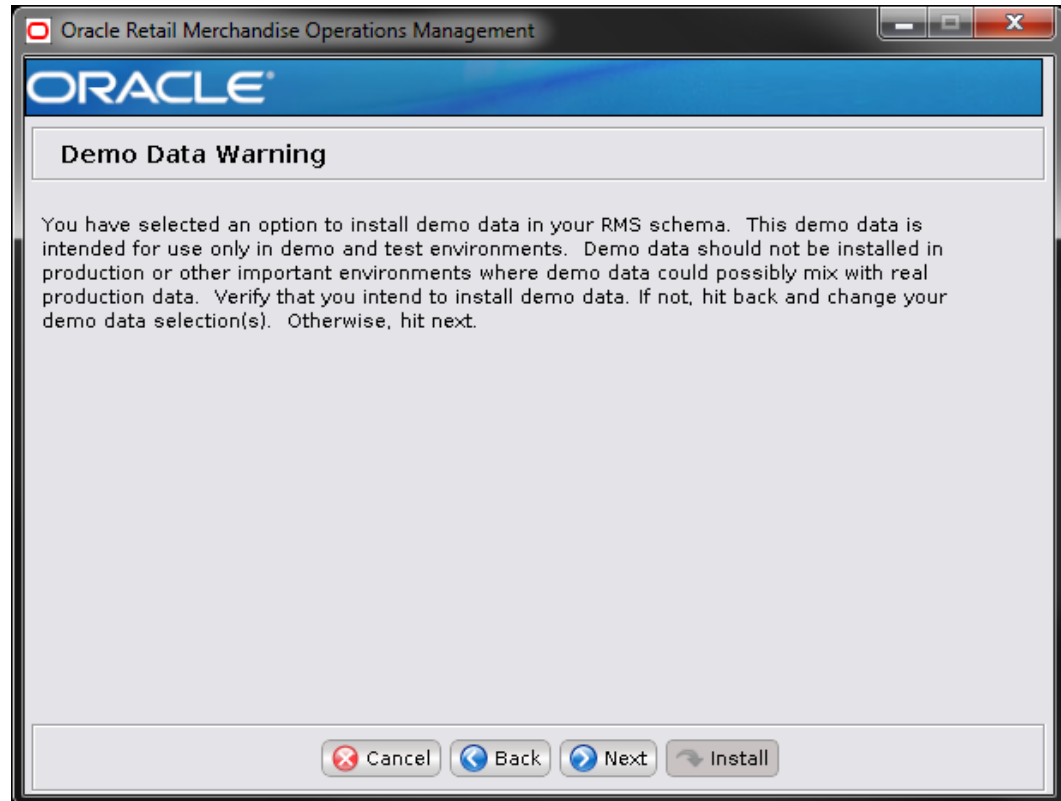 Oracle Retail Merchandise Operations Management
ORACLE®
Demo Data Warning
You have selected an option to install demo data in your RMS schema.  This demo data is
intended for use only in demo and test environments.  Demo data should not be installed in
production or other important environments where demo data could possibly mix with real
production data.  Verify that you intend to install demo data. If not, hit back and change your
demo data selection(s).  Otherwise, hit next.
Cancel Back Next Install